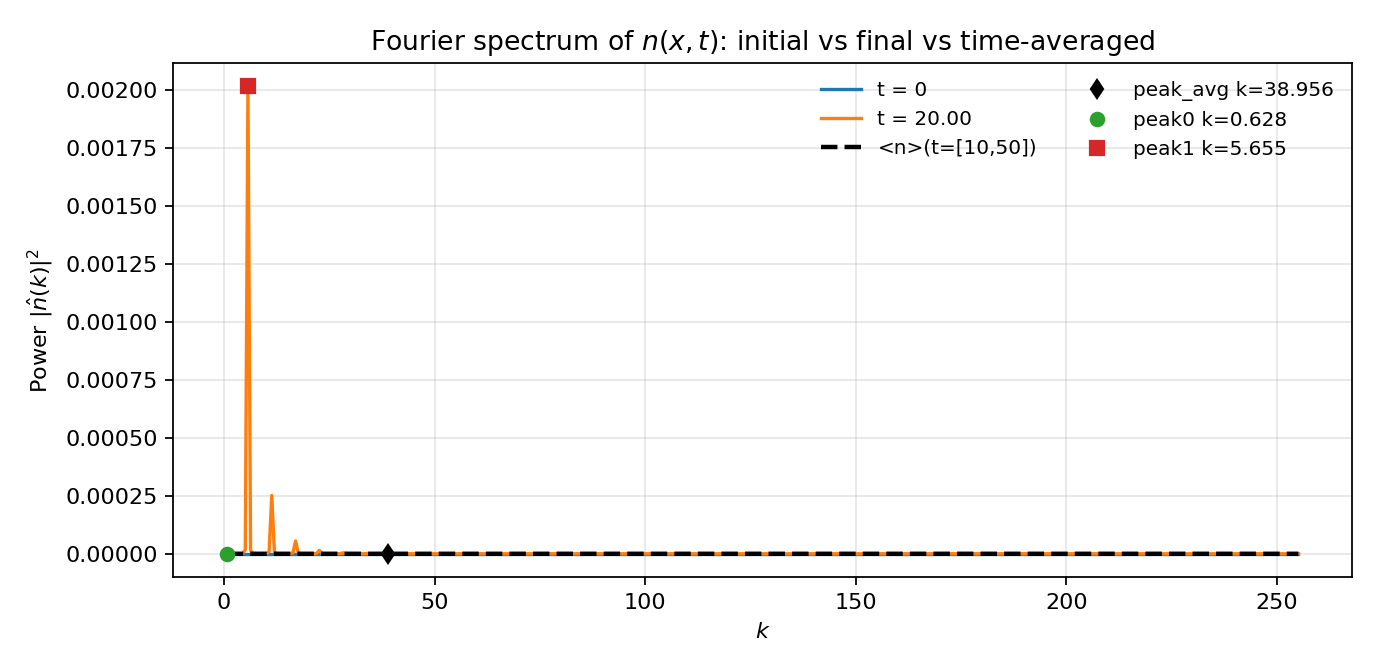 Fourier spectrum of n(x, t): initial vs final vs time-averaged
t = 0
t = 20.00
<n>(t=[10,50])
peak_avg k=38.956
peak0 k=0.628
peak1 k=5.655
Power |n̂(k)|²
0.00200
0.00175
0.00150
0.00125
0.00100
0.00075
0.00050
0.00025
0.00000
0 50 100 150 200 250
k